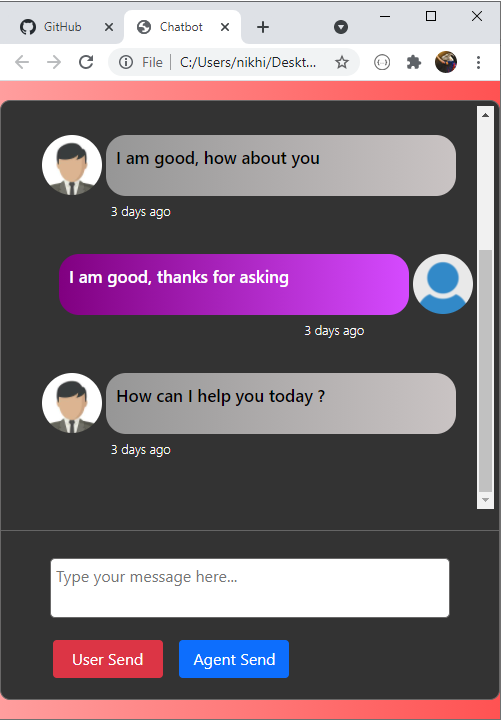 GitHub
Chatbot
File | C:/Users/nikhi/Deskt...
I am good, how about you
3 days ago
I am good, thanks for asking
3 days ago
How can I help you today ?
3 days ago
Type your message here...
User Send Agent Send